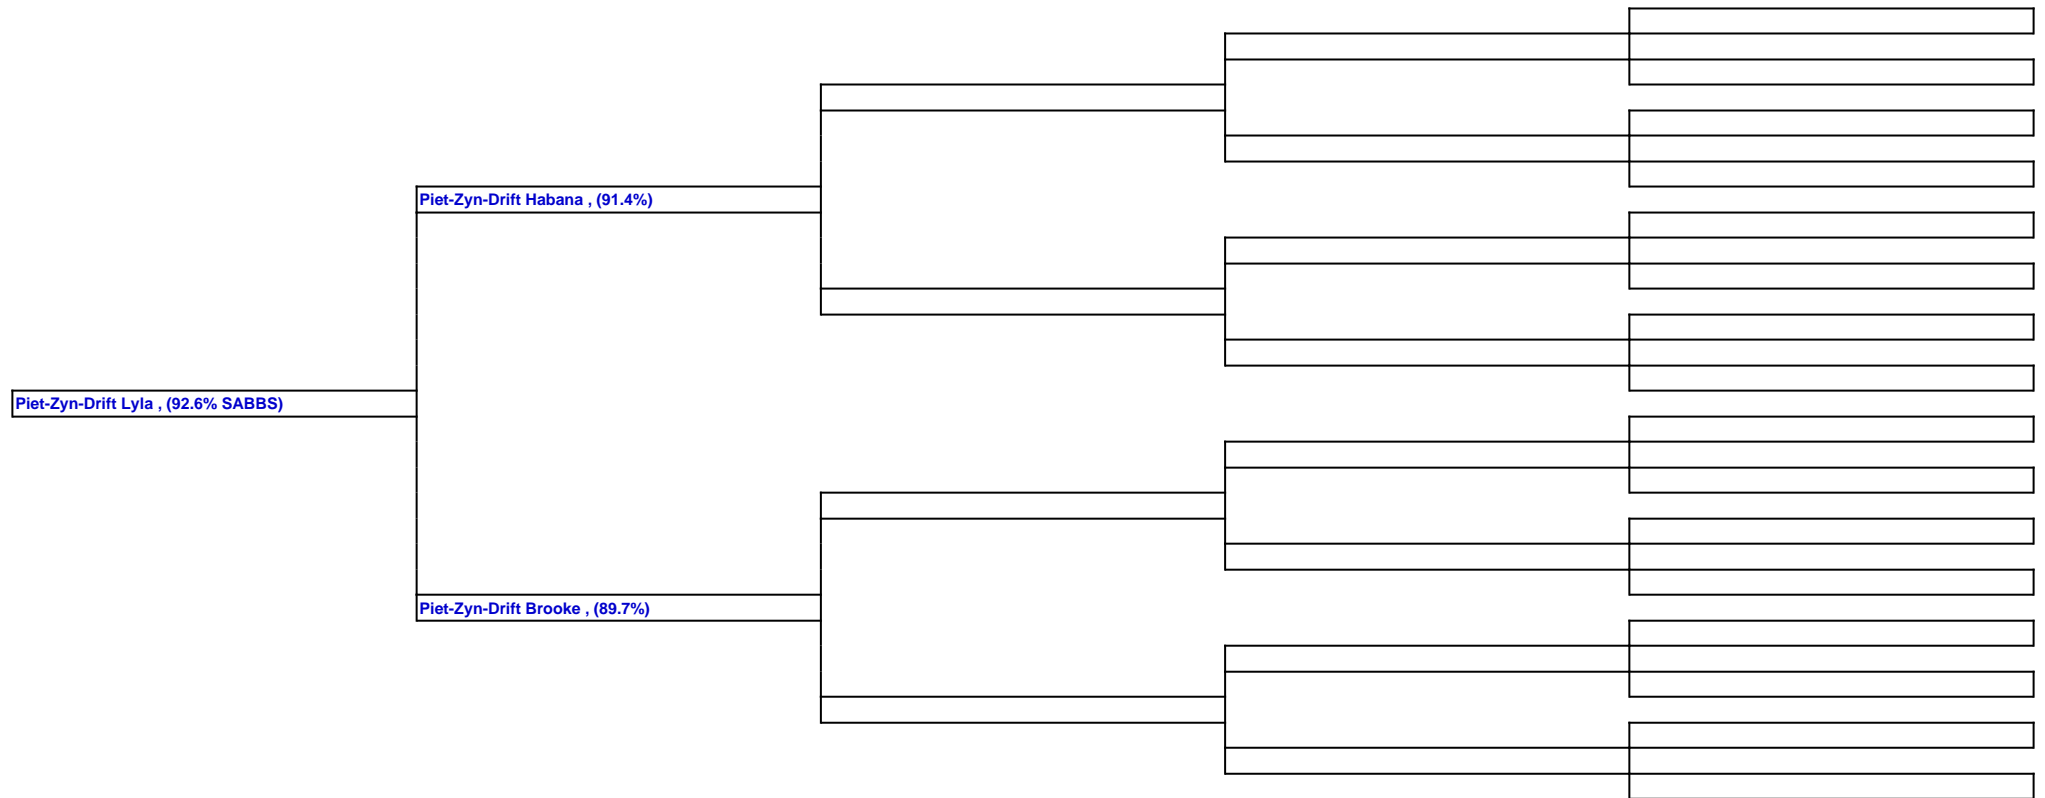 Piet-Zyn-Drift Habana , (91.4%)
Piet-Zyn-Drift Lyla , (92.6% SABBS)
Piet-Zyn-Drift Brooke , (89.7%)